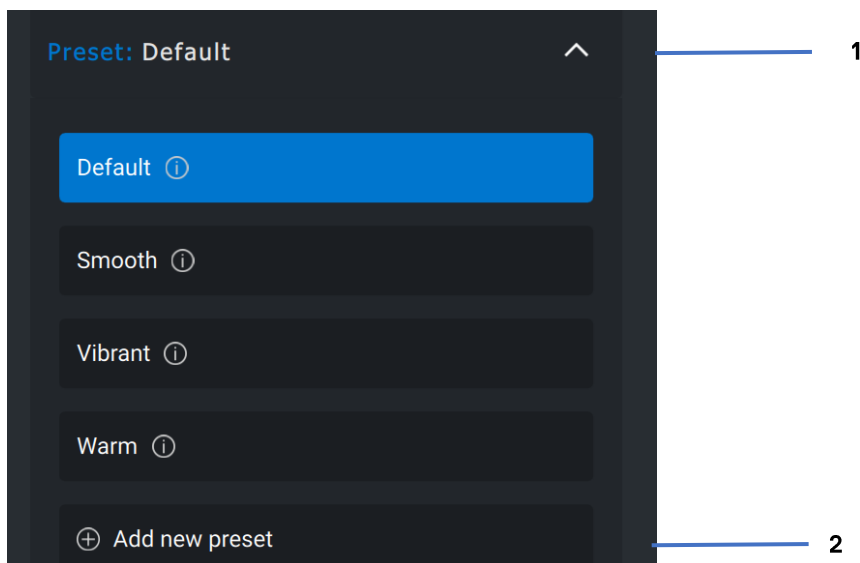 Preset: Default
1
Default
Smooth
Vibrant
Warm
Add new preset
2